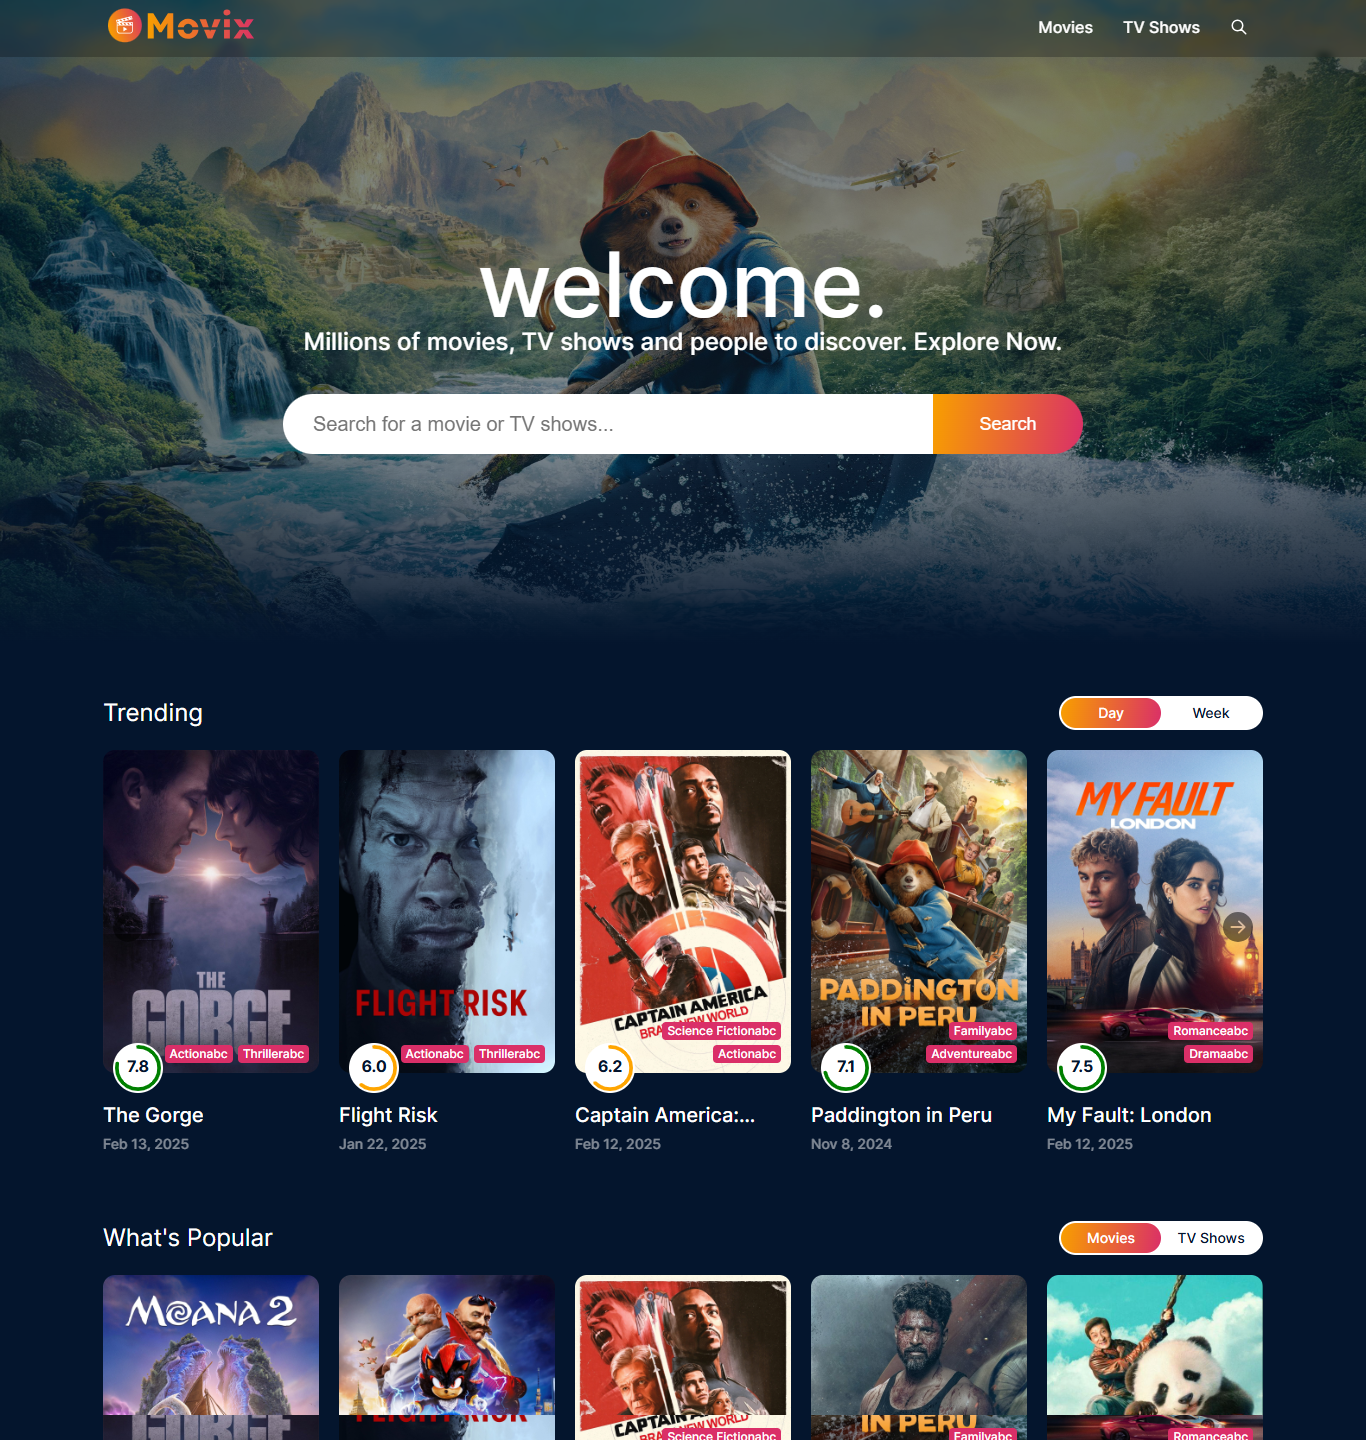 Movix
Movies
TV Shows
welcome.
Millions of movies, TV shows and people to discover. Explore Now.
Search for a movie or TV shows...
Search
Trending
Day
Week
THE
GORGE
Actionabc
Thrillerabc
7.8
The Gorge
Feb 13, 2025
FLIGHT RISK
Actionabc
Thrillerabc
6.0
Flight Risk
Jan 22, 2025
CAPTAIN AMERICA
BRAVE NEW WORLD
Science Fictionabc
Actionabc
6.2
Captain America:...
Feb 12, 2025
PADDiNGTON
IN PERU
Familyabc
Adventureabc
7.1
Paddington in Peru
Nov 8, 2024
MY FAULT
LONDON
Romanceabc
Dramaabc
7.5
My Fault: London
Feb 12, 2025
What's Popular
Movies
TV Shows
MOANA 2
GORGE
FLIGHT RISK
CAPTAIN AMERICA
NEW WORLD
Science Fictionabc
IN PERU
Familyabc
Romanceabc